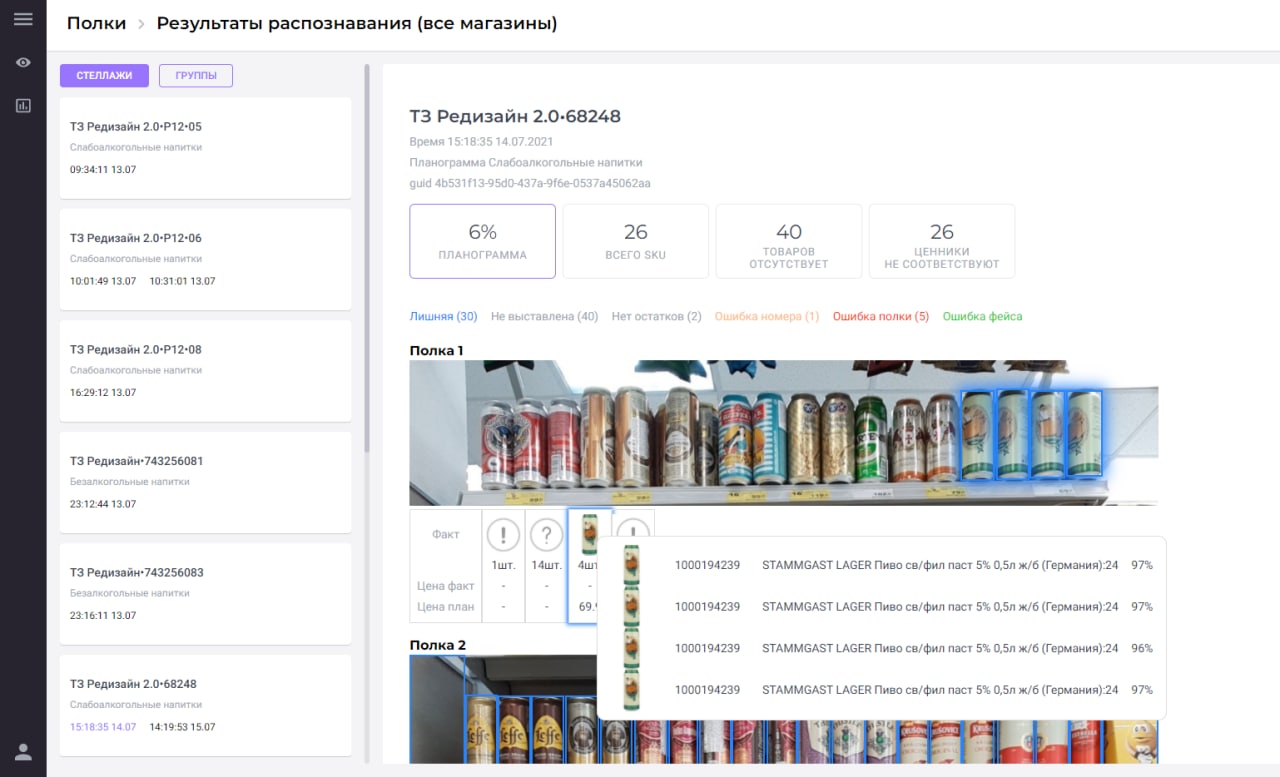 Полки > Результаты распознавания (все магазины)
СТЕЛЛАЖИ
ГРУППЫ
ТЗ Редизайн 2.0•P12•05
Слабоалкогольные напитки
09:34:11 13.07
ТЗ Редизайн 2.0•P12•06
Слабоалкогольные напитки
10:01:49 13.07 10:31:01 13.07
ТЗ Редизайн 2.0•P12•08
Слабоалкогольные напитки
16:29:12 13.07
ТЗ Редизайн•743256081
Безалкогольные напитки
23:12:44 13.07
ТЗ Редизайн•743256083
Безалкогольные напитки
23:16:11 13.07
ТЗ Редизайн 2.0•68248
Слабоалкогольные напитки
15:18:35 14.07 14:19:53 15.07
ТЗ Редизайн 2.0•68248
Время 15:18:35 14.07.2021
Планограмма Слабоалкогольные напитки
guid 4b531f13-95d0-437a-9f6e-0537a45062aa
6%
ПЛАНОГРАММА
26
ВСЕГО SKU
40
ТОВАРОВ
ОТСУТСТВУЕТ
26
ЦЕННИКИ
НЕ СООТВЕТСТВУЮТ
Лишняя (30) Не выставлена (40) Нет остатков (2) Ошибка номера (1) Ошибка полки (5) Ошибка фейса
Полка 1
Факт
1шт. 14шт. 4шт
Цена факт - - -
Цена план - - 69.9
1000194239 STAMMGAST LAGER Пиво св/фил паст 5% 0,5л ж/б (Германия):24 97%
1000194239 STAMMGAST LAGER Пиво св/фил паст 5% 0,5л ж/б (Германия):24 97%
1000194239 STAMMGAST LAGER Пиво св/фил паст 5% 0,5л ж/б (Германия):24 96%
1000194239 STAMMGAST LAGER Пиво св/фил паст 5% 0,5л ж/б (Германия):24 97%
Полка 2
Leffe Leffe Leffe